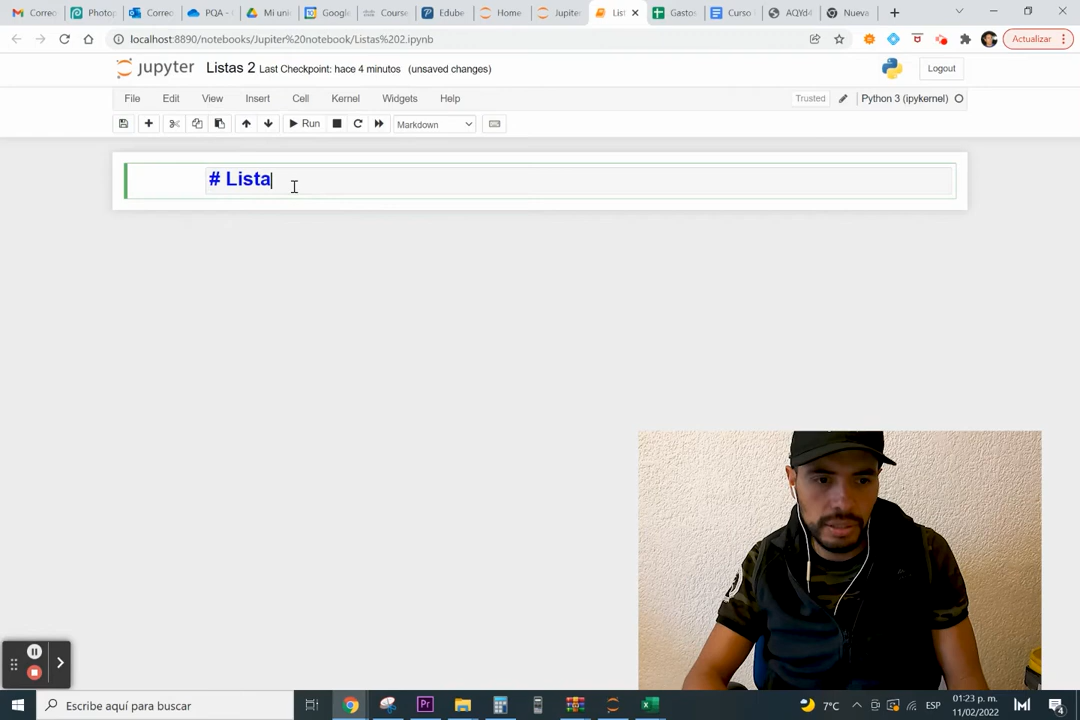 Correo
Photop
Correo
PQA -
Mi uni
Google
Course
Edube
Home
Jupiter
List
Gastos
Curso
AQYd4
Nueva
localhost:8890/notebooks/Jupiter%20notebook/Listas%202.ipynb
Actualizar
jupyter Listas 2 Last Checkpoint: hace 4 minutos (unsaved changes)
Logout
File Edit View Insert Cell Kernel Widgets Help
Trusted
Python 3 (ipykernel)
Run
Markdown
# Lista
Escribe aquí para buscar
7°C
ESP
01:23 p. m.
11/02/2022
4